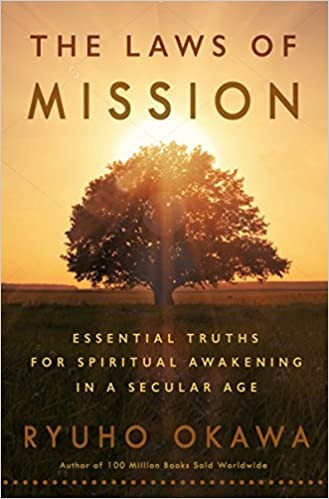 THE LAWS OF
MISSION
ESSENTIAL TRUTHS
FOR SPIRITUAL AWAKENING
IN A SECULAR AGE
RYUHO OKAWA
Author of 100 Million Books Sold Worldwide